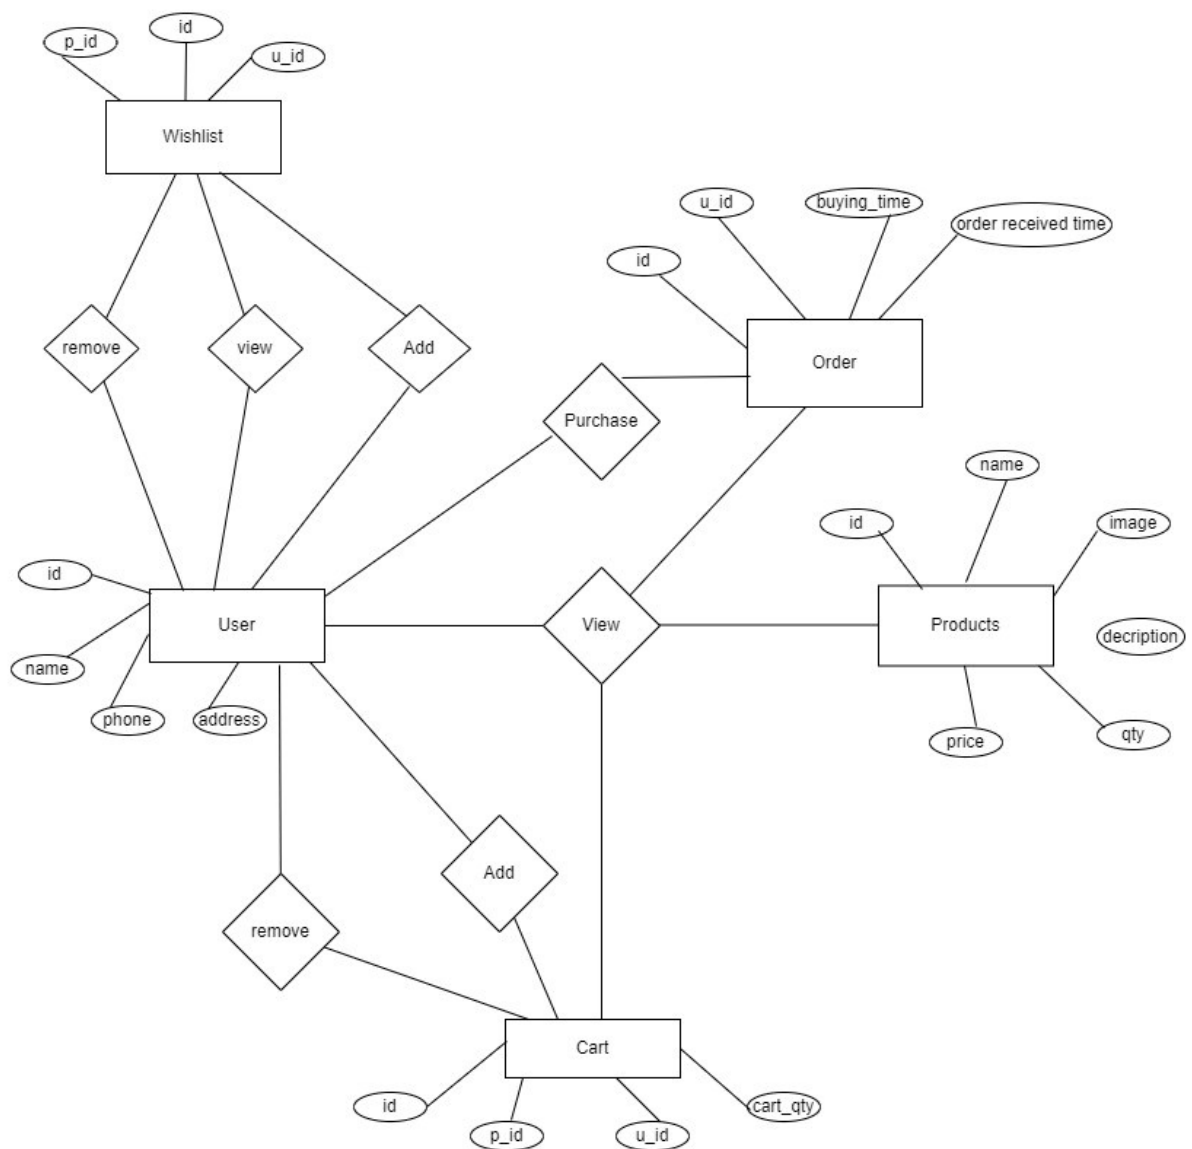 id
p_id
u_id
Wishlist
u_id
buying_time
order received time
id
remove
view
Add
Order
Purchase
name
id
image
id
User
View
Products
decription
name
phone
address
price
qty
Add
remove
Cart
id
cart_qty
p_id
u_id